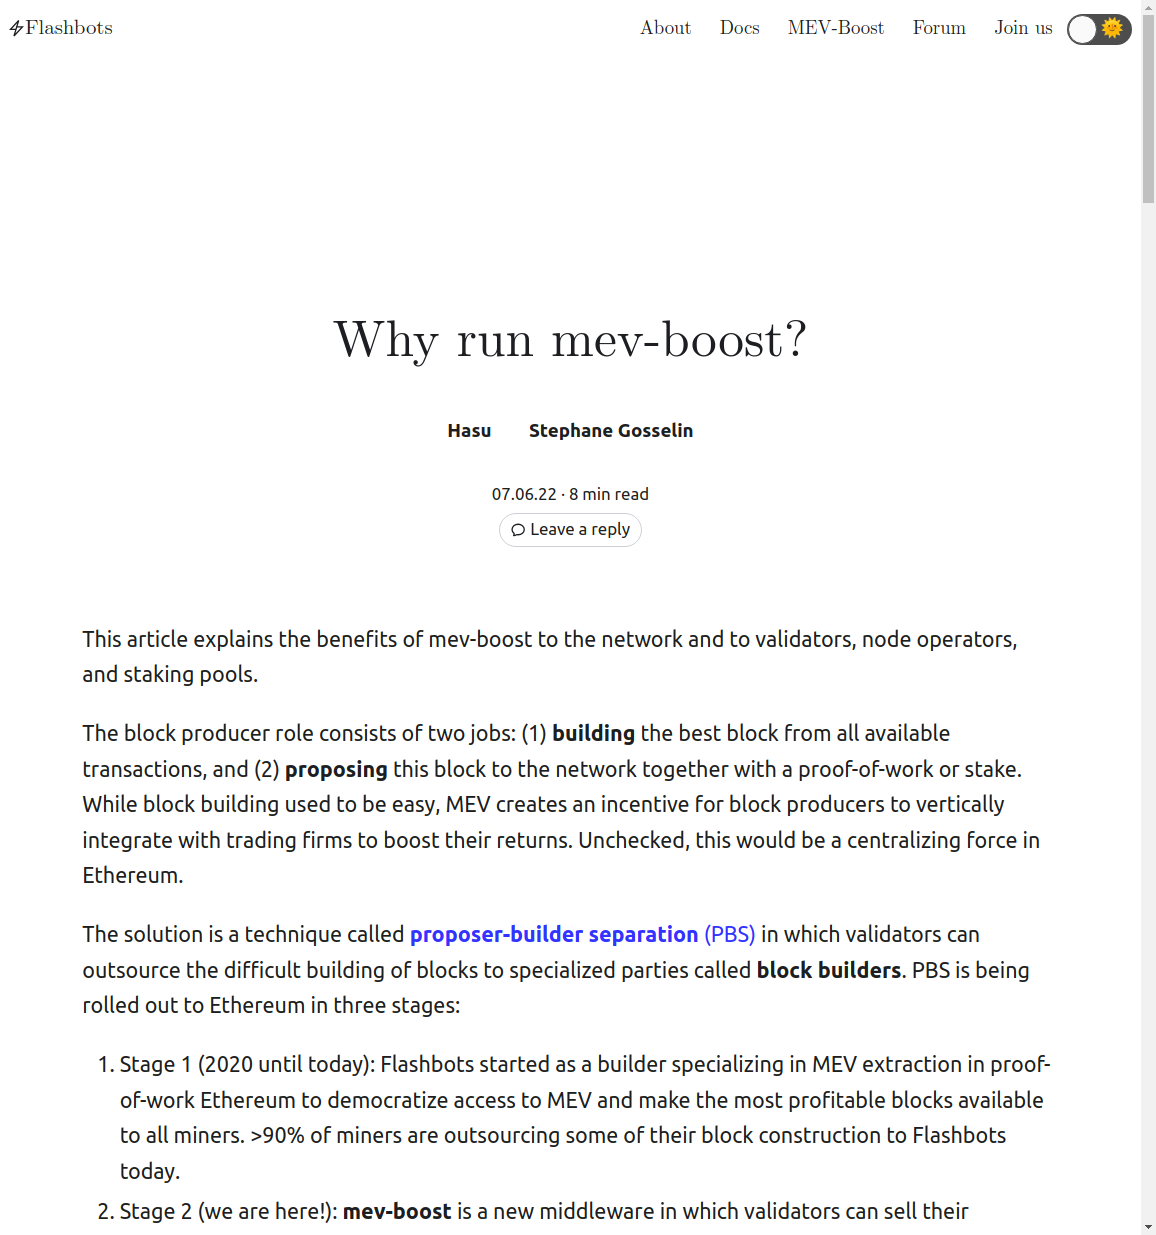 Flashbots
About Docs MEV-Boost Forum Join us
Why run mev-boost?
Hasu Stephane Gosselin
07.06.22 · 8 min read
Leave a reply
This article explains the benefits of mev-boost to the network and to validators, node operators,
and staking pools.
The block producer role consists of two jobs: (1) building the best block from all available
transactions, and (2) proposing this block to the network together with a proof-of-work or stake.
While block building used to be easy, MEV creates an incentive for block producers to vertically
integrate with trading firms to boost their returns. Unchecked, this would be a centralizing force in
Ethereum.
The solution is a technique called proposer-builder separation (PBS) in which validators can
outsource the difficult building of blocks to specialized parties called block builders. PBS is being
rolled out to Ethereum in three stages:
1. Stage 1 (2020 until today): Flashbots started as a builder specializing in MEV extraction in proof-
of-work Ethereum to democratize access to MEV and make the most profitable blocks available
to all miners. >90% of miners are outsourcing some of their block construction to Flashbots
today.
2. Stage 2 (we are here!): mev-boost is a new middleware in which validators can sell their